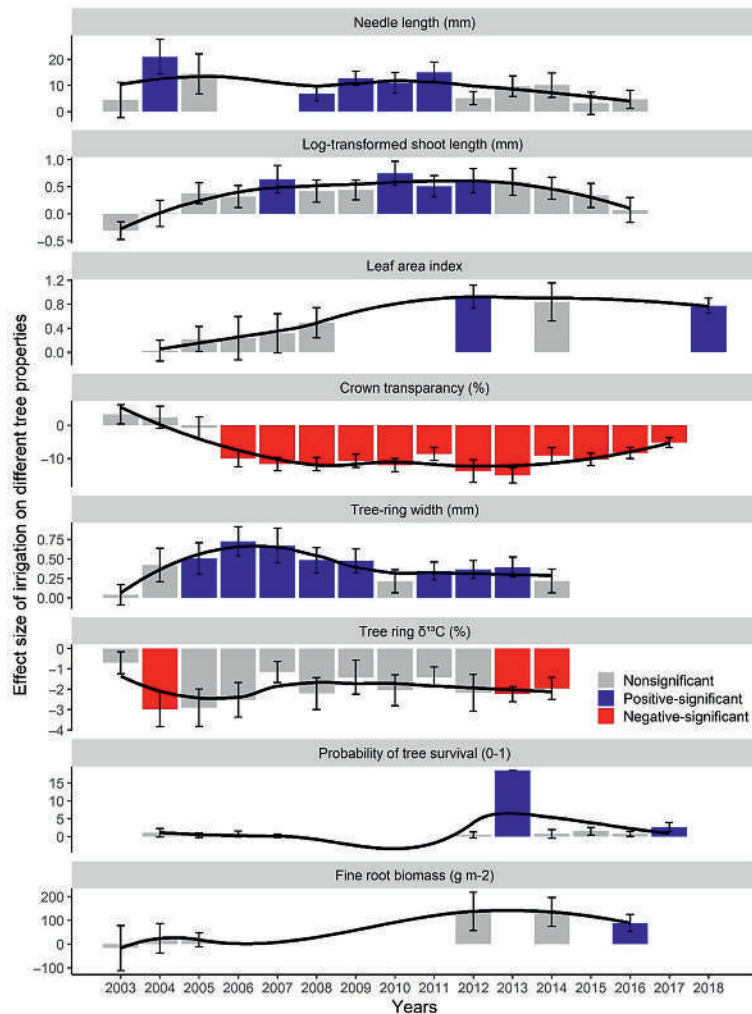 Effect size of irrigation on different tree properties
Needle length (mm)
20
10
0
Log-transformed shoot length (mm)
1.0
0.5
0.0
−0.5
Leaf area index
1.2
0.8
0.4
0.0
Crown transparancy (%)
0
−10
Tree-ring width (mm)
0.75
0.50
0.25
0.00
Tree ring δ¹³C (%)
0
−1
−2
−3
−4
Nonsignificant
Positive-significant
Negative-significant
Probability of tree survival (0-1)
15
10
5
0
Fine root biomass (g m-2)
200
100
0
−100
2003 2004 2005 2006 2007 2008 2009 2010 2011 2012 2013 2014 2015 2016 2017 2018
Years